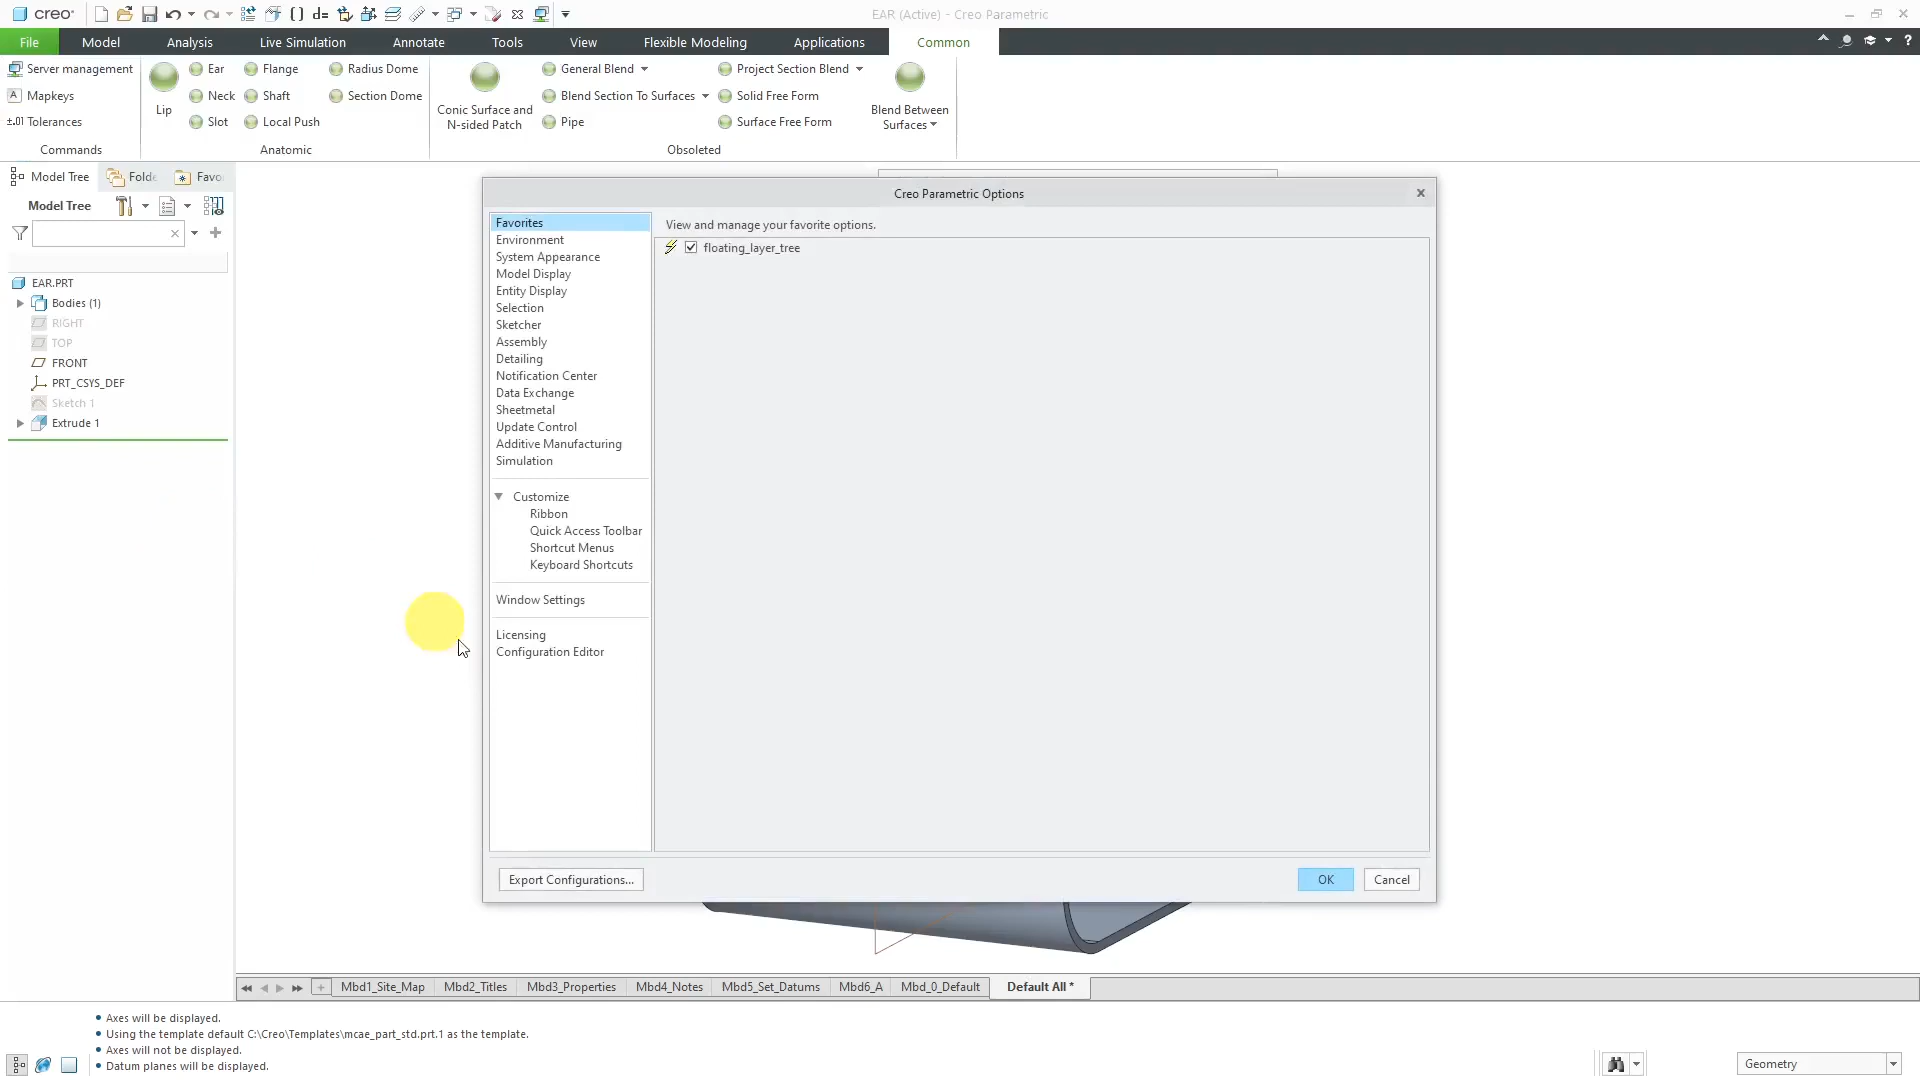 creo
d=
EAR (Active) - Creo Parametric
File
Model
Analysis
Live Simulation
Annotate
Tools
View
Flexible Modeling
Applications
Common
?
Server management
A Mapkeys
±.01 Tolerances
Commands
Lip
Ear
Neck
Slot
Flange
Shaft
Local Push
Radius Dome
Section Dome
Anatomic
Conic Surface and
N-sided Patch
General Blend
Blend Section To Surfaces
Pipe
Project Section Blend
Solid Free Form
Surface Free Form
Blend Between
Surfaces
Obsoleted
Model Tree
Folde
Favo
Model Tree
EAR.PRT
Bodies (1)
RIGHT
TOP
FRONT
PRT_CSYS_DEF
Sketch 1
Extrude 1
Creo Parametric Options
Favorites
Environment
System Appearance
Model Display
Entity Display
Selection
Sketcher
Assembly
Detailing
Notification Center
Data Exchange
Sheetmetal
Update Control
Additive Manufacturing
Simulation
Customize
Ribbon
Quick Access Toolbar
Shortcut Menus
Keyboard Shortcuts
Window Settings
Licensing
Configuration Editor
View and manage your favorite options.
floating_layer_tree
Export Configurations...
OK
Cancel
Mbd1_Site_Map
Mbd2_Titles
Mbd3_Properties
Mbd4_Notes
Mbd5_Set_Datums
Mbd6_A
Mbd_0_Default
Default All *
• Axes will be displayed.
• Using the template default C:\Creo\Templates\mcae_part_std.prt.1 as the template.
• Axes will not be displayed.
• Datum planes will be displayed.
Geometry